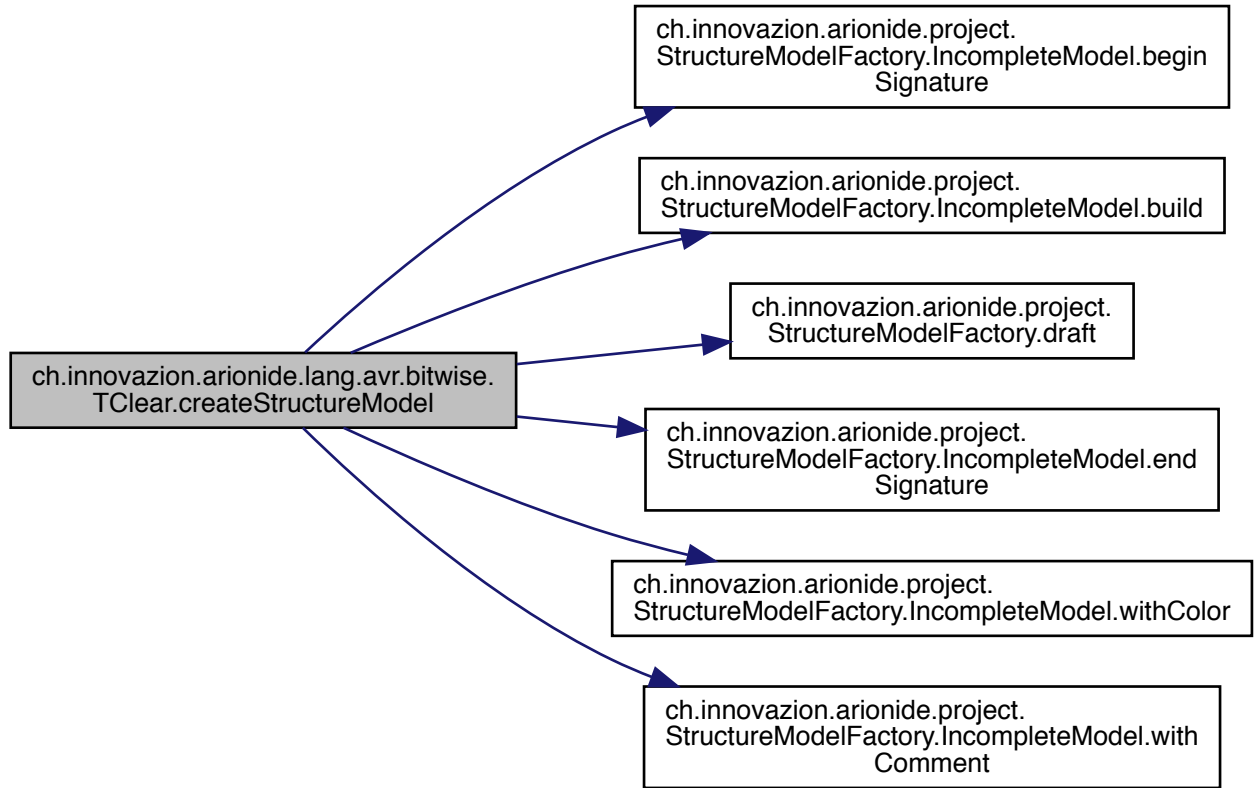 ch.innovazion.arionide.project.
StructureModelFactory.IncompleteModel.begin
Signature
ch.innovazion.arionide.project.
StructureModelFactory.IncompleteModel.build
ch.innovazion.arionide.project.
StructureModelFactory.draft
ch.innovazion.arionide.lang.avr.bitwise.
TClear.createStructureModel
ch.innovazion.arionide.project.
StructureModelFactory.IncompleteModel.end
Signature
ch.innovazion.arionide.project.
StructureModelFactory.IncompleteModel.withColor
ch.innovazion.arionide.project.
StructureModelFactory.IncompleteModel.with
Comment